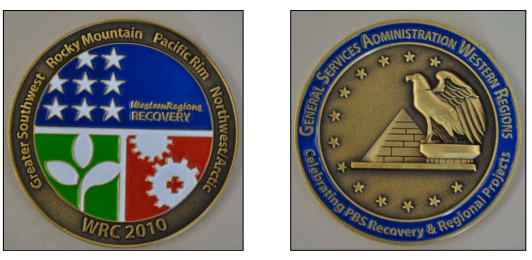 Greater Southwest Rocky Mountain Pacific Rim Northwest/Arctic
WesternRegions
RECOVERY
WRC 2010
GENERAL SERVICES ADMINISTRATION WESTERN REGIONS
Celebrating PBS Recovery & Regional Projects